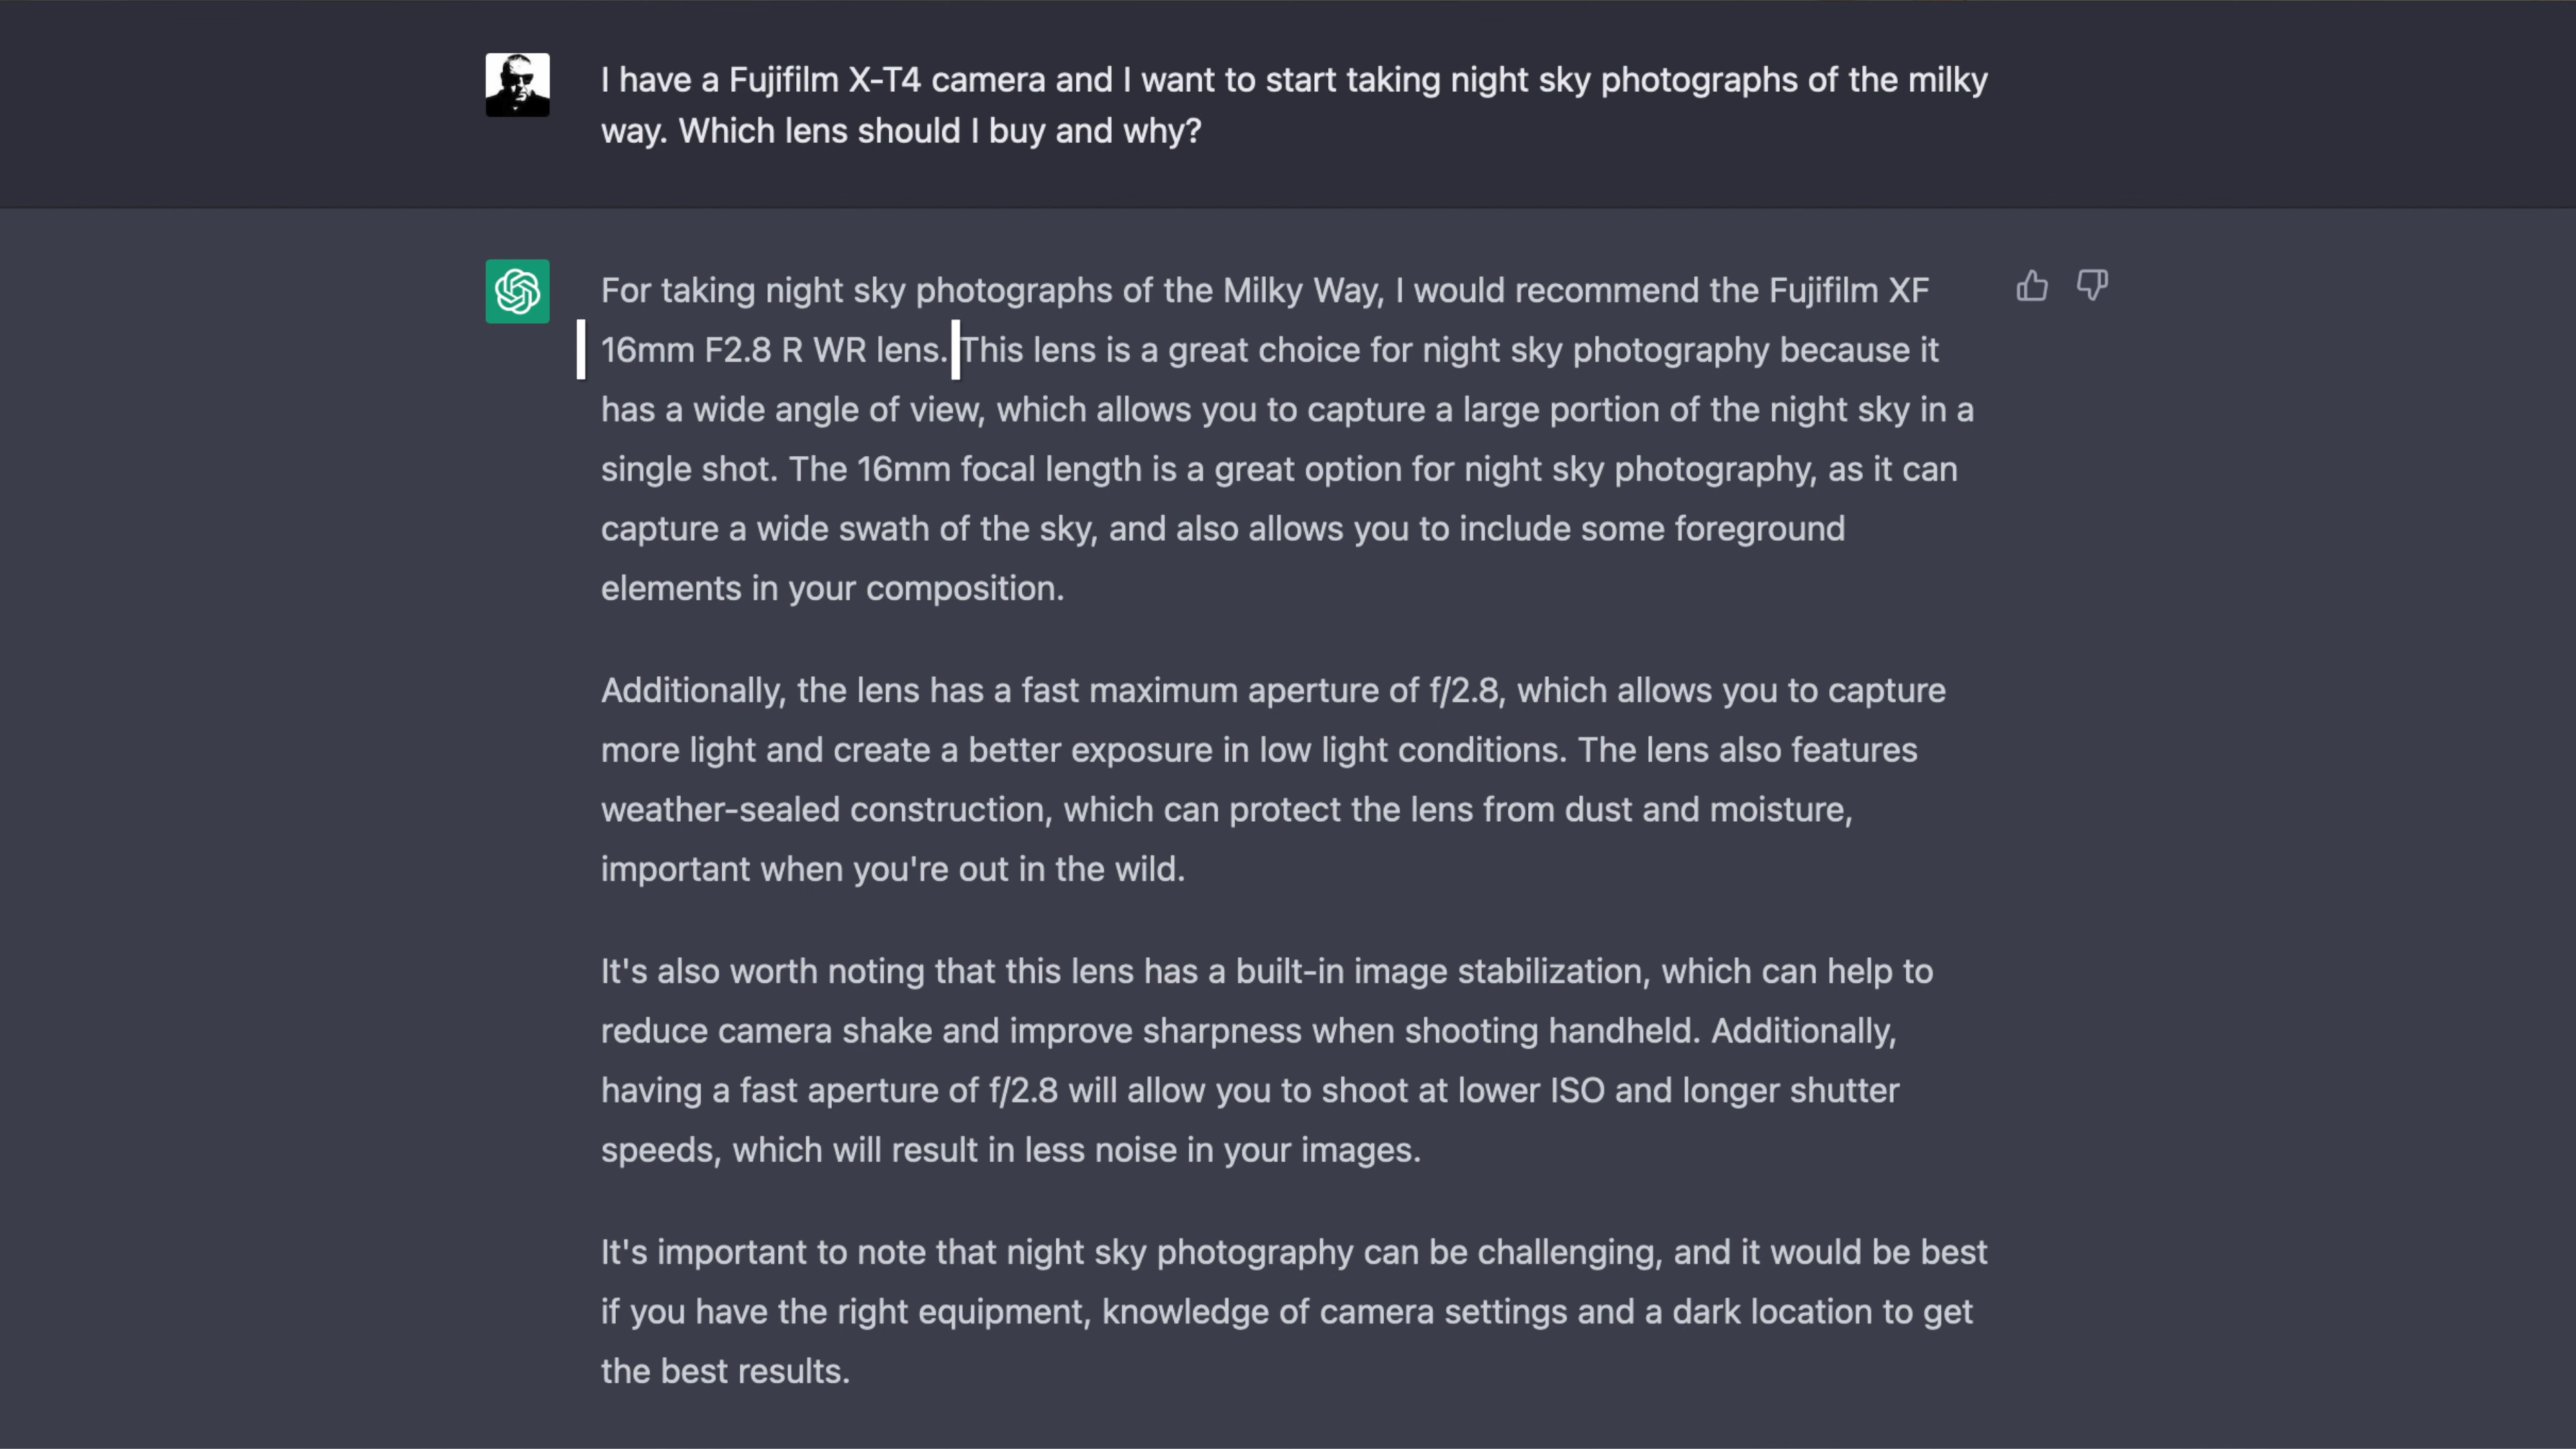 I have a Fujifilm X-T4 camera and I want to start taking night sky photographs of the milky
way. Which lens should I buy and why?
For taking night sky photographs of the Milky Way, I would recommend the Fujifilm XF
16mm F2.8 R WR lens. This lens is a great choice for night sky photography because it
has a wide angle of view, which allows you to capture a large portion of the night sky in a
single shot. The 16mm focal length is a great option for night sky photography, as it can
capture a wide swath of the sky, and also allows you to include some foreground
elements in your composition.
Additionally, the lens has a fast maximum aperture of f/2.8, which allows you to capture
more light and create a better exposure in low light conditions. The lens also features
weather-sealed construction, which can protect the lens from dust and moisture,
important when you're out in the wild.
It's also worth noting that this lens has a built-in image stabilization, which can help to
reduce camera shake and improve sharpness when shooting handheld. Additionally,
having a fast aperture of f/2.8 will allow you to shoot at lower ISO and longer shutter
speeds, which will result in less noise in your images.
It's important to note that night sky photography can be challenging, and it would be best
if you have the right equipment, knowledge of camera settings and a dark location to get
the best results.